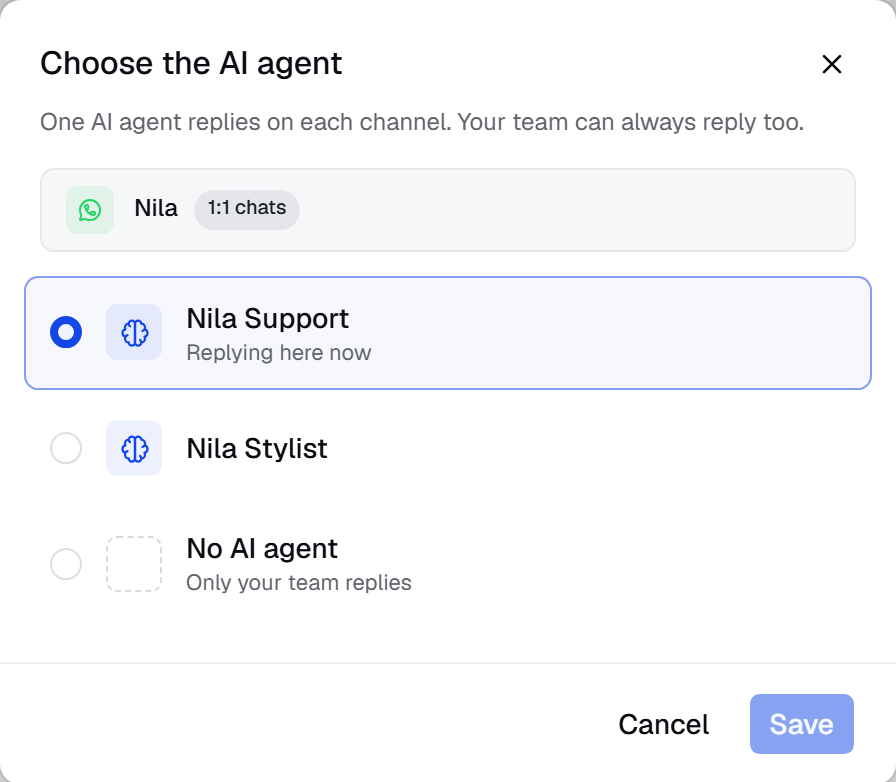 Choose the AI agent
One AI agent replies on each channel. Your team can always reply too.
Nila 1:1 chats
Nila Support
Replying here now
Nila Stylist
No AI agent
Only your team replies
Cancel Save